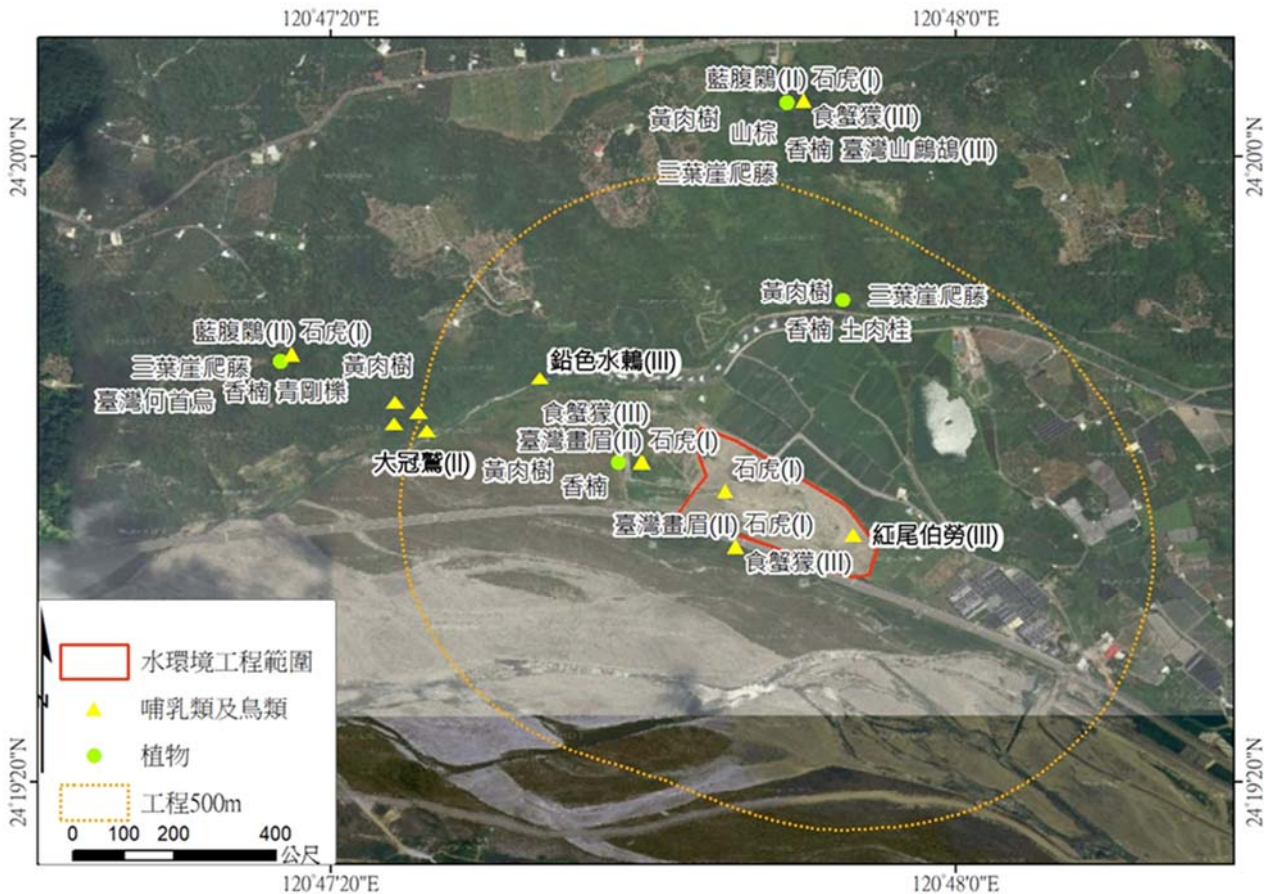 120°47'20"E
120°48'0"E
24°20'0"N
24°20'0"N
藍腹鷴(II) 石虎(I)
黃肉樹 山棕 食蟹獴(III)
香楠 臺灣山鷓鴣(III)
三葉崖爬藤
黃肉樹 三葉崖爬藤
香楠 土肉桂
藍腹鷴(II) 石虎(I)
三葉崖爬藤 黃肉樹
臺灣何首烏 香楠 青剛櫟
鉛色水鶇(III)
食蟹獴(III)
臺灣畫眉(II) 石虎(I)
大冠鷲(II) 黃肉樹
香楠
石虎(I)
臺灣畫眉(II) 石虎(I)
紅尾伯勞(III)
食蟹獴(III)
水環境工程範圍
哺乳類及鳥類
植物
工程500m
0 100 200 400
公尺
24°19'20"N
24°19'20"N
120°47'20"E
120°48'0"E